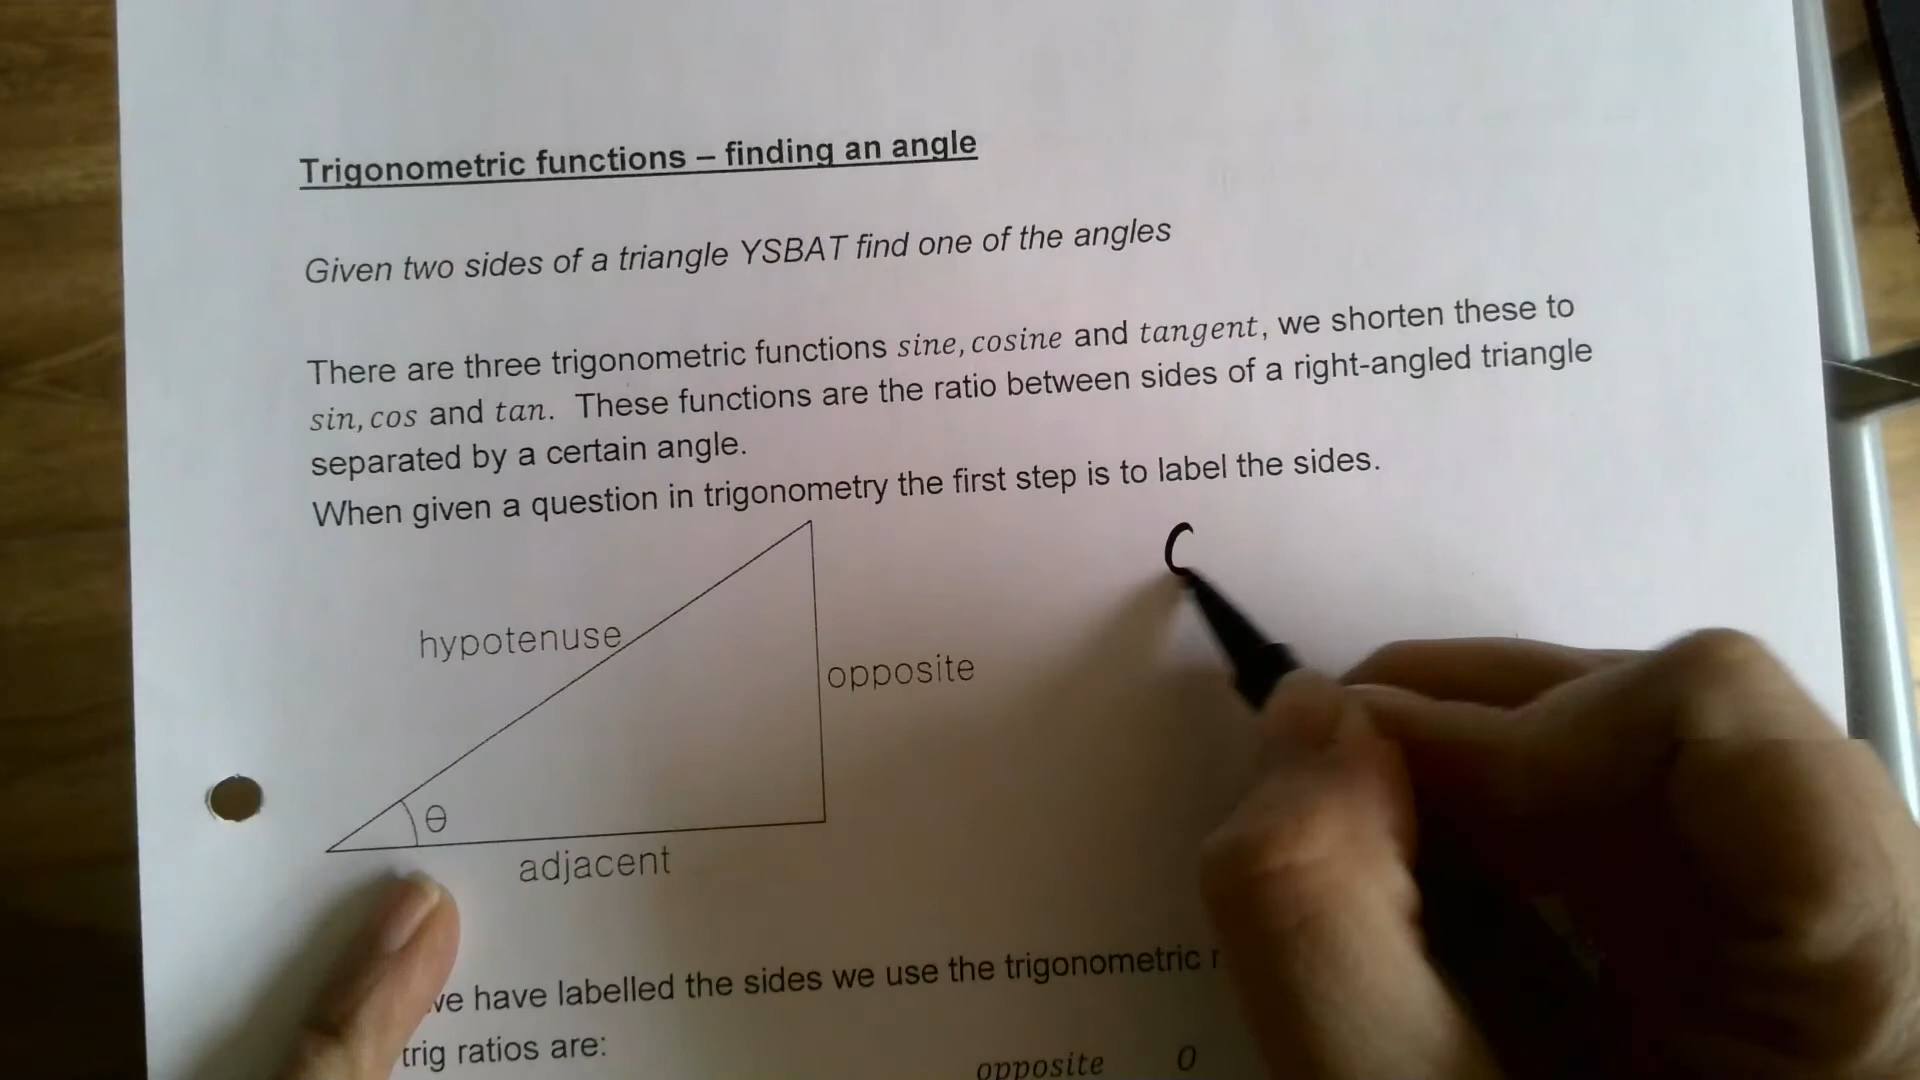 Trigonometric functions – finding an angle
Given two sides of a triangle YSBAT find one of the angles
There are three trigonometric functions sine, cosine and tangent, we shorten these to
sin, cos and tan. These functions are the ratio between sides of a right-angled triangle
separated by a certain angle.
When given a question in trigonometry the first step is to label the sides.
C
hypotenuse
opposite
θ
adjacent
have labelled the sides we use the trigonometric
trig ratios are:
opposite O